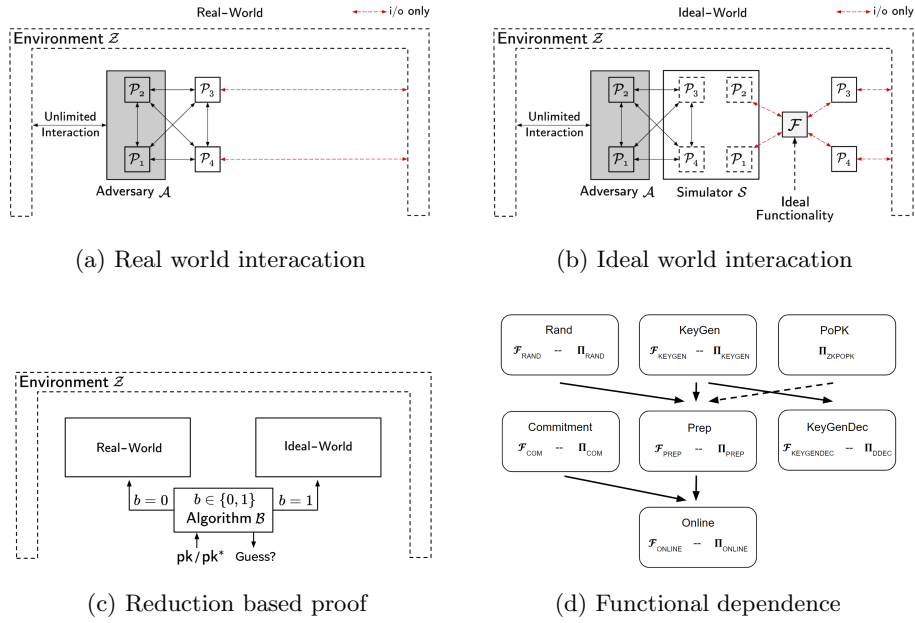 Real-World
i/o only
Environment 𝒵
𝒫₂
𝒫₃
Unlimited
Interaction
𝒫₁
𝒫₄
Adversary 𝒜
(a) Real world interacation
Ideal-World
i/o only
Environment 𝒵
𝒫₂
𝒫₃
𝒫₂
𝒫₃
Unlimited
Interaction
ℱ
𝒫₁
𝒫₄
𝒫₁
𝒫₄
Adversary 𝒜
Simulator 𝒮
Ideal
Functionality
(b) Ideal world interacation
Environment 𝒵
Real-World
Ideal-World
b = 0
b ∈ {0, 1}
b = 1
Algorithm ℬ
pk/pk*
Guess?
(c) Reduction based proof
Rand
ℱ_RAND -- Π_RAND
KeyGen
ℱ_KEYGEN -- Π_KEYGEN
PoPK
Π_ZKPOPK
Commitment
ℱ_COM -- Π_COM
Prep
ℱ_PREP -- Π_PREP
KeyGenDec
ℱ_KEYGENDEC -- Π_DDEC
Online
ℱ_ONLINE -- Π_ONLINE
(d) Functional dependence